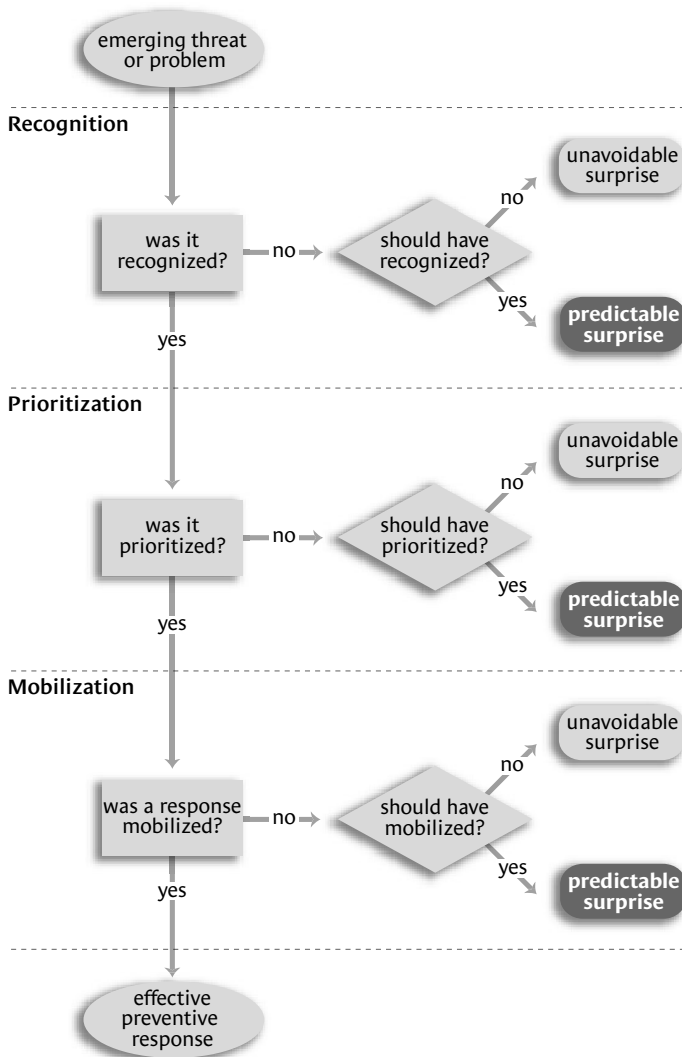 emerging threat
or problem
Recognition
unavoidable
surprise
no
was it
recognized?
no
should have
recognized?
yes
predictable
surprise
yes
Prioritization
unavoidable
surprise
no
was it
prioritized?
no
should have
prioritized?
yes
predictable
surprise
yes
Mobilization
unavoidable
surprise
no
was a response
mobilized?
no
should have
mobilized?
yes
predictable
surprise
yes
effective
preventive
response